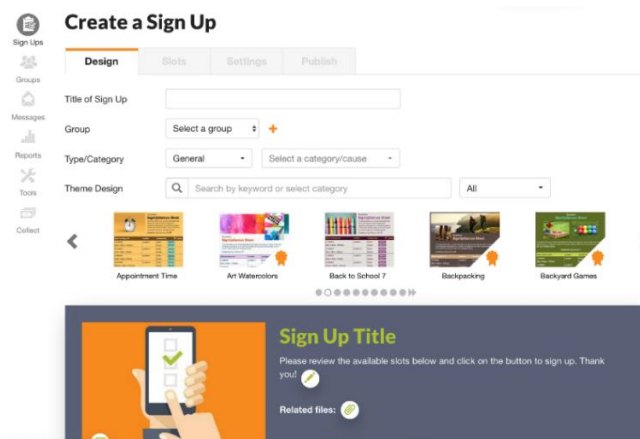 Create a Sign Up
Sign Ups
Groups
Messages
Reports
Tools
Collect
Design Slots Settings Publish
Title of Sign Up
Group Select a group
Type/Category General Select a category/cause
Theme Design Search by keyword or select category All
Appointment Time Art Watercolors Back to School 7 Backpacking Backyard Games
Sign Up Title
Please review the available slots below and click on the button to sign up. Thank
you!
Related files: